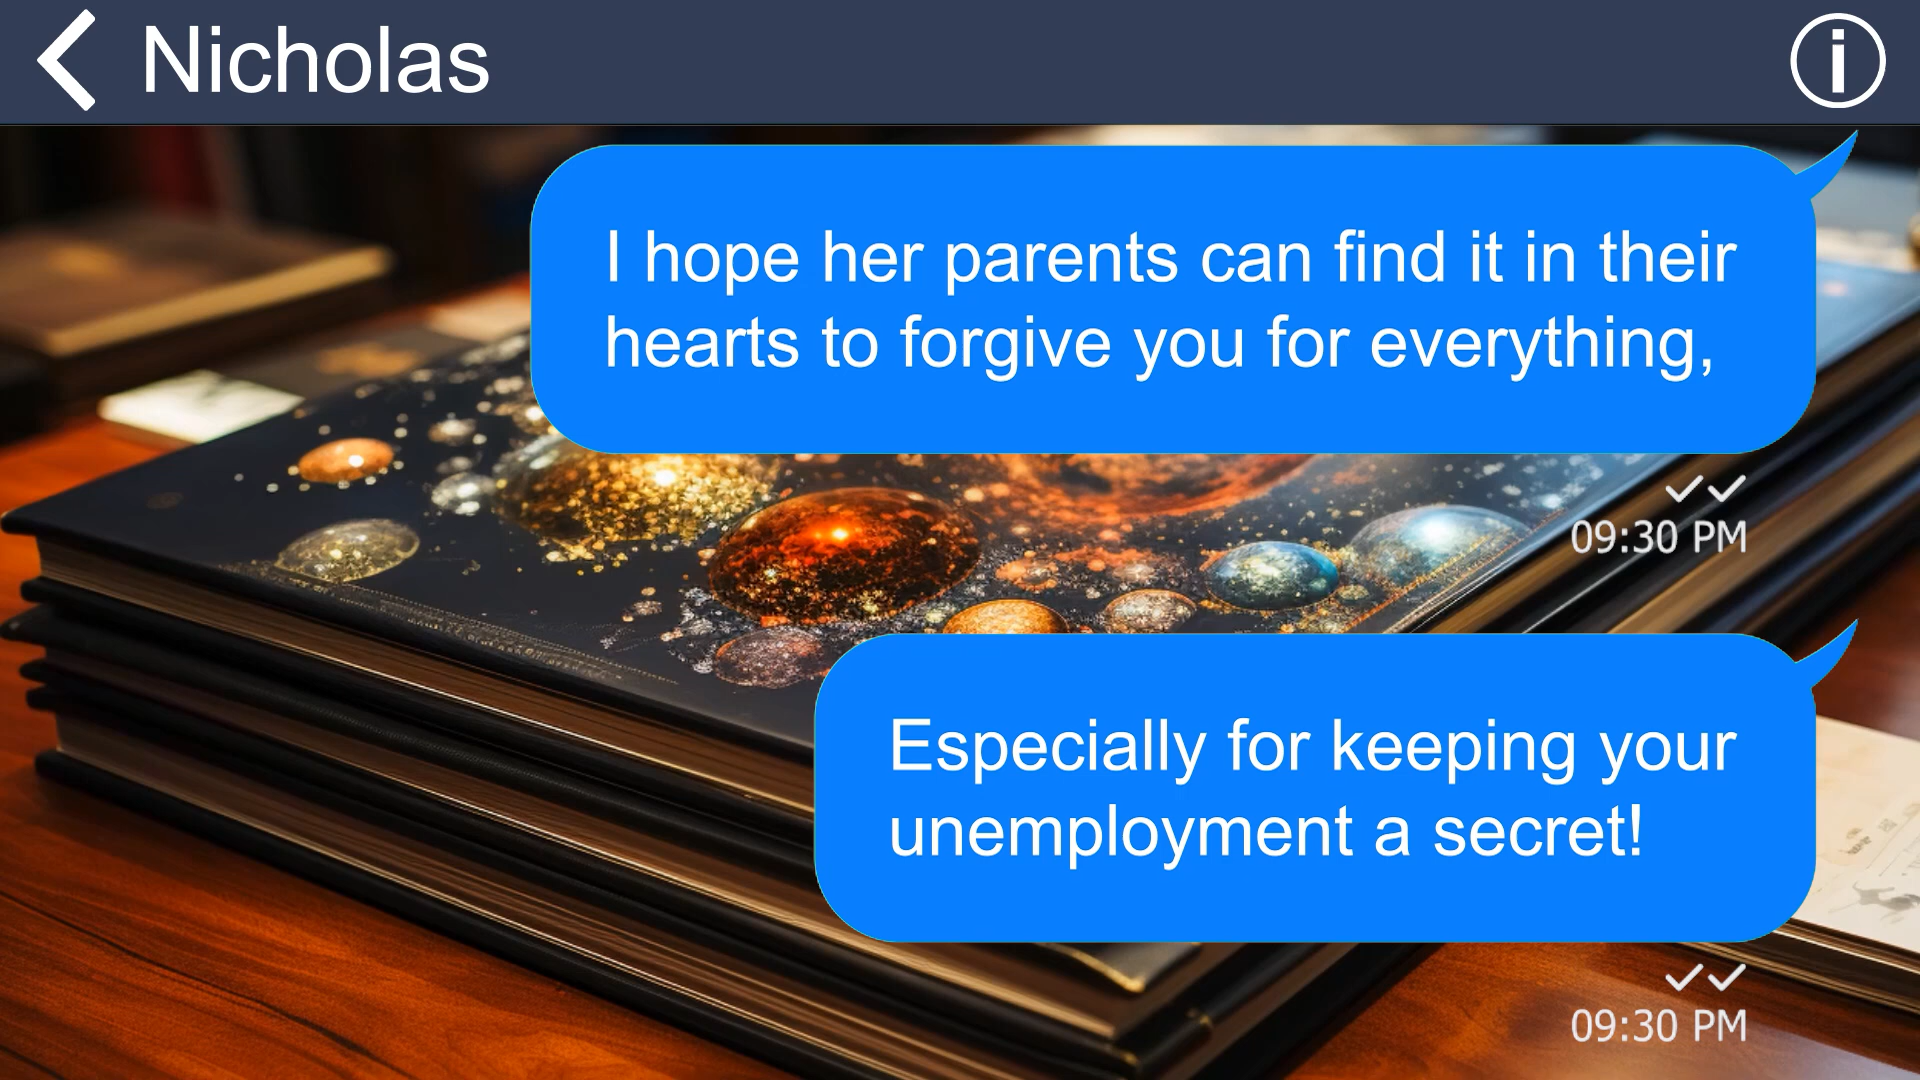 Nicholas
I hope her parents can find it in their
hearts to forgive you for everything,
09:30 PM
Especially for keeping your
unemployment a secret!
09:30 PM